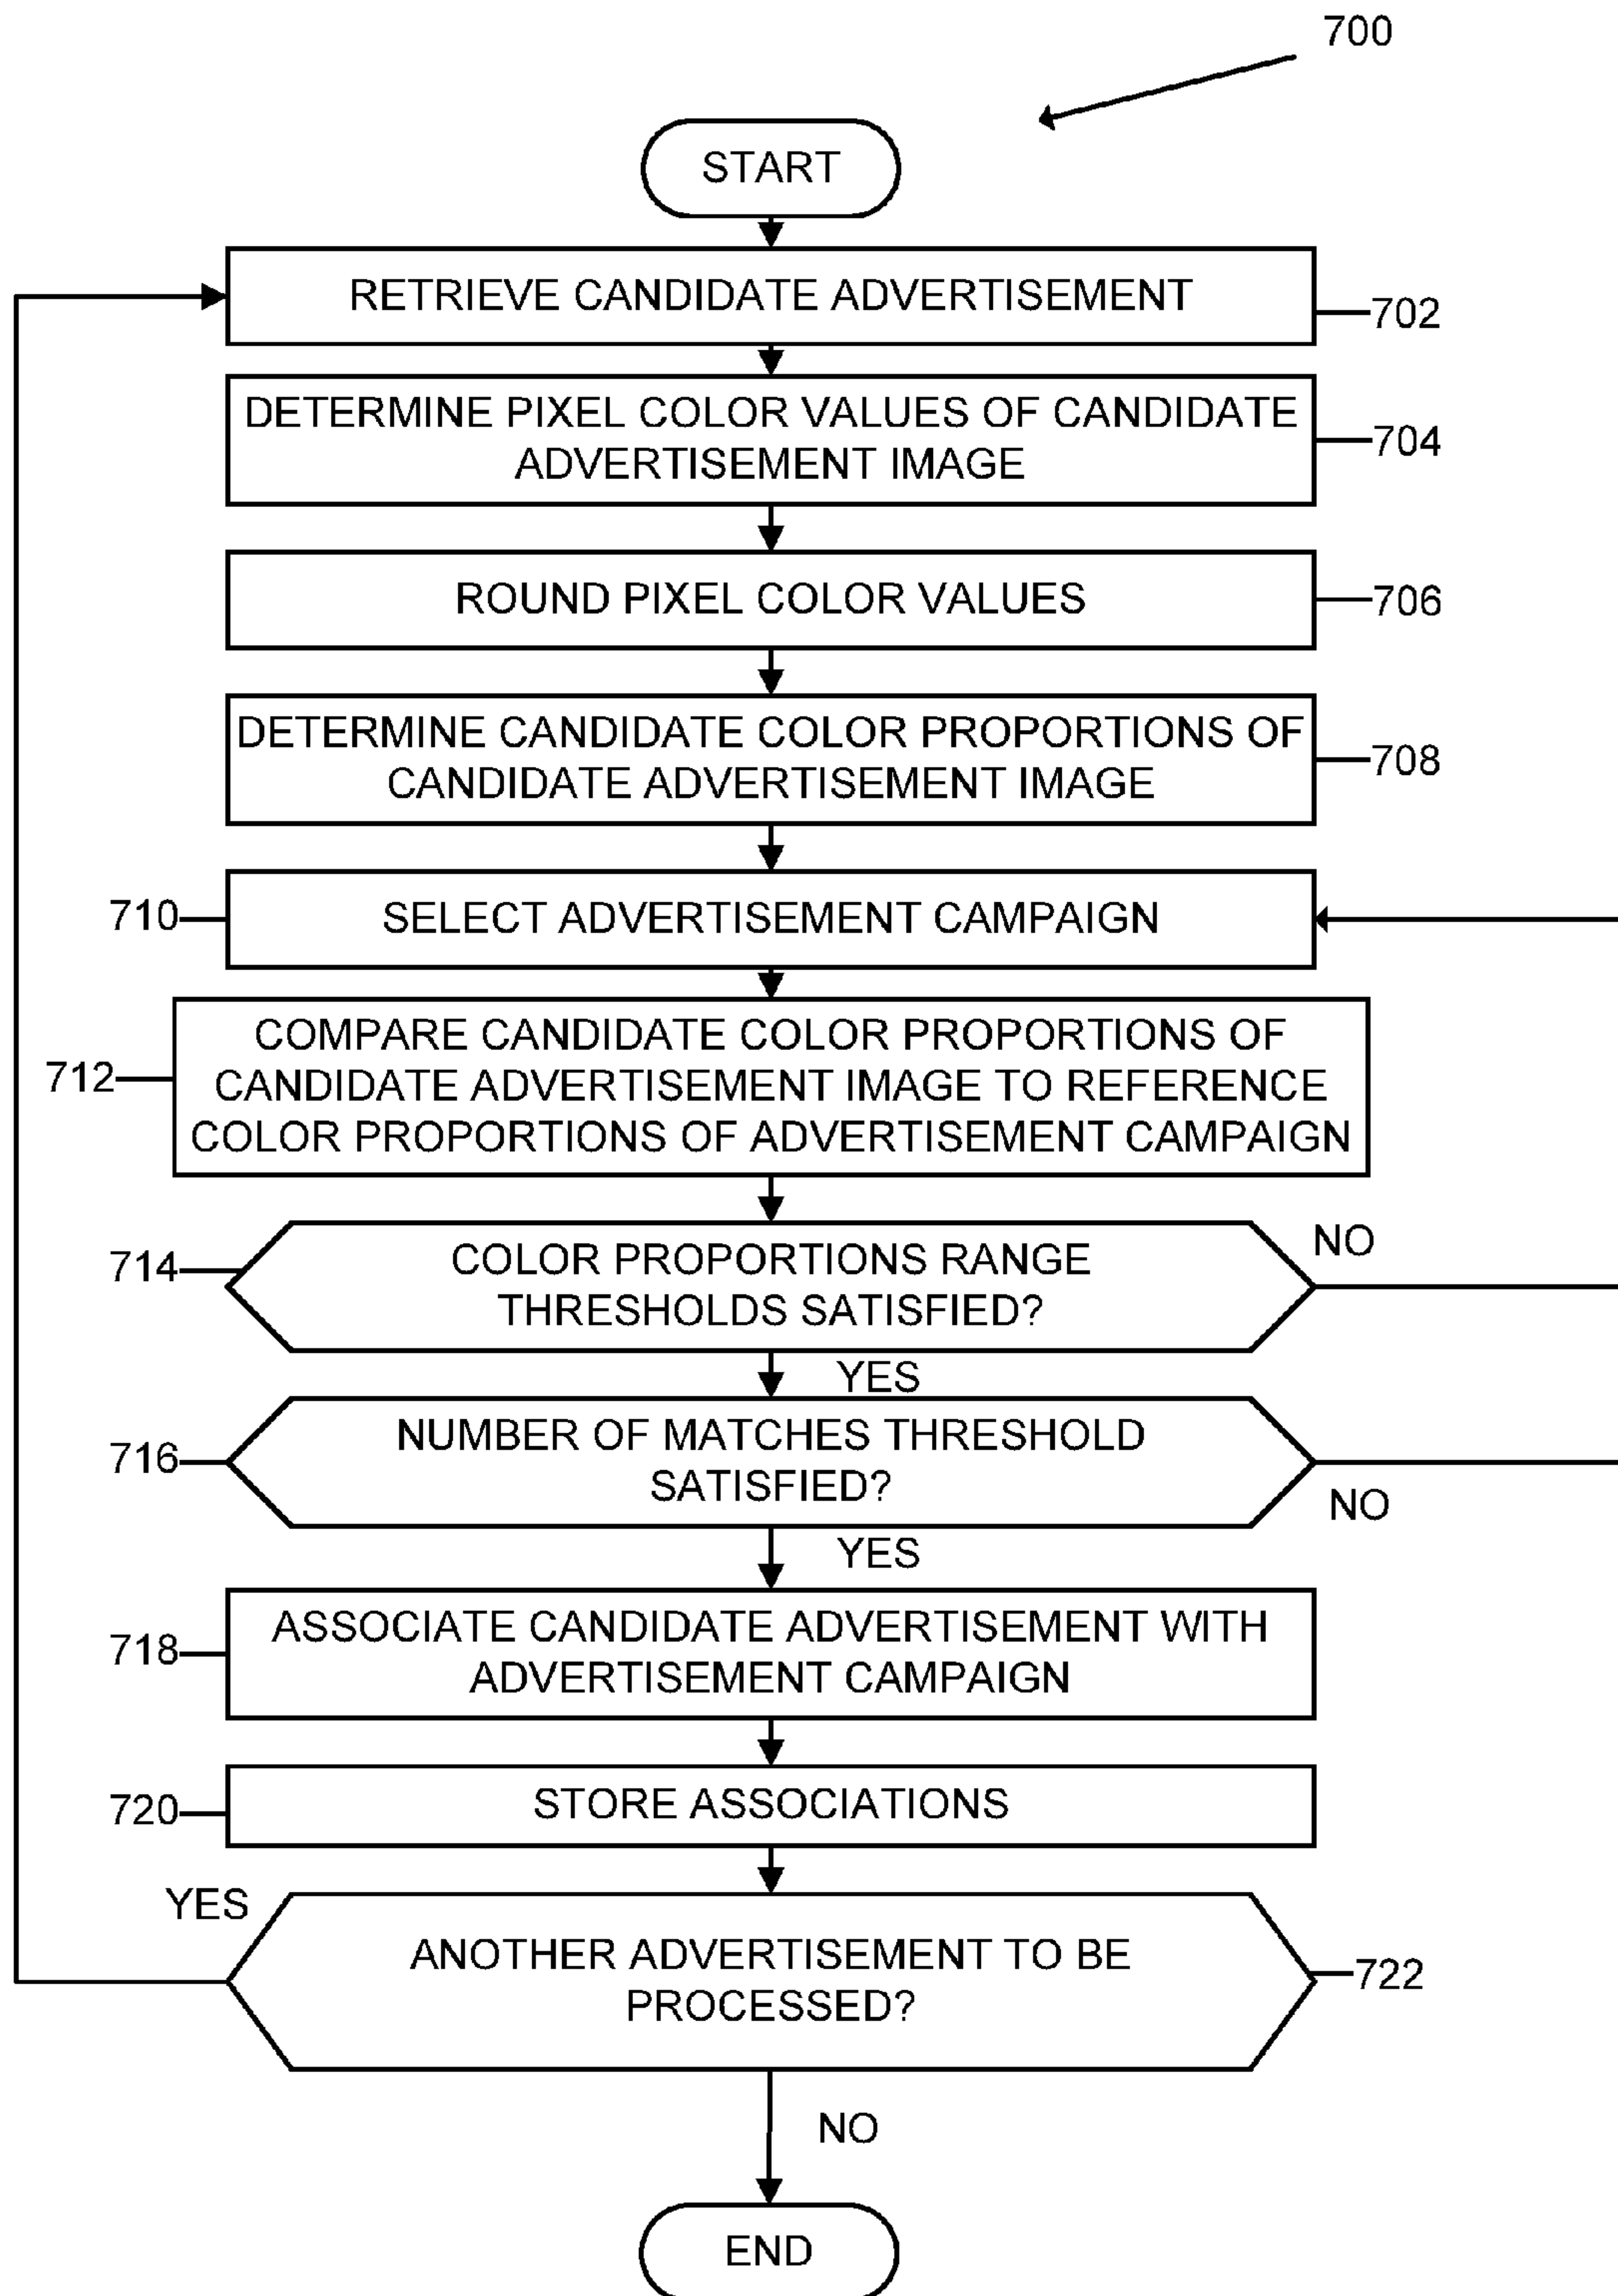 700
START
RETRIEVE CANDIDATE ADVERTISEMENT
702
DETERMINE PIXEL COLOR VALUES OF CANDIDATE
ADVERTISEMENT IMAGE
704
ROUND PIXEL COLOR VALUES
706
DETERMINE CANDIDATE COLOR PROPORTIONS OF
CANDIDATE ADVERTISEMENT IMAGE
708
710
SELECT ADVERTISEMENT CAMPAIGN
712
COMPARE CANDIDATE COLOR PROPORTIONS OF
CANDIDATE ADVERTISEMENT IMAGE TO REFERENCE
COLOR PROPORTIONS OF ADVERTISEMENT CAMPAIGN
714
COLOR PROPORTIONS RANGE
THRESHOLDS SATISFIED?
NO
YES
716
NUMBER OF MATCHES THRESHOLD
SATISFIED?
NO
YES
718
ASSOCIATE CANDIDATE ADVERTISEMENT WITH
ADVERTISEMENT CAMPAIGN
720
STORE ASSOCIATIONS
YES
ANOTHER ADVERTISEMENT TO BE
PROCESSED?
722
NO
END